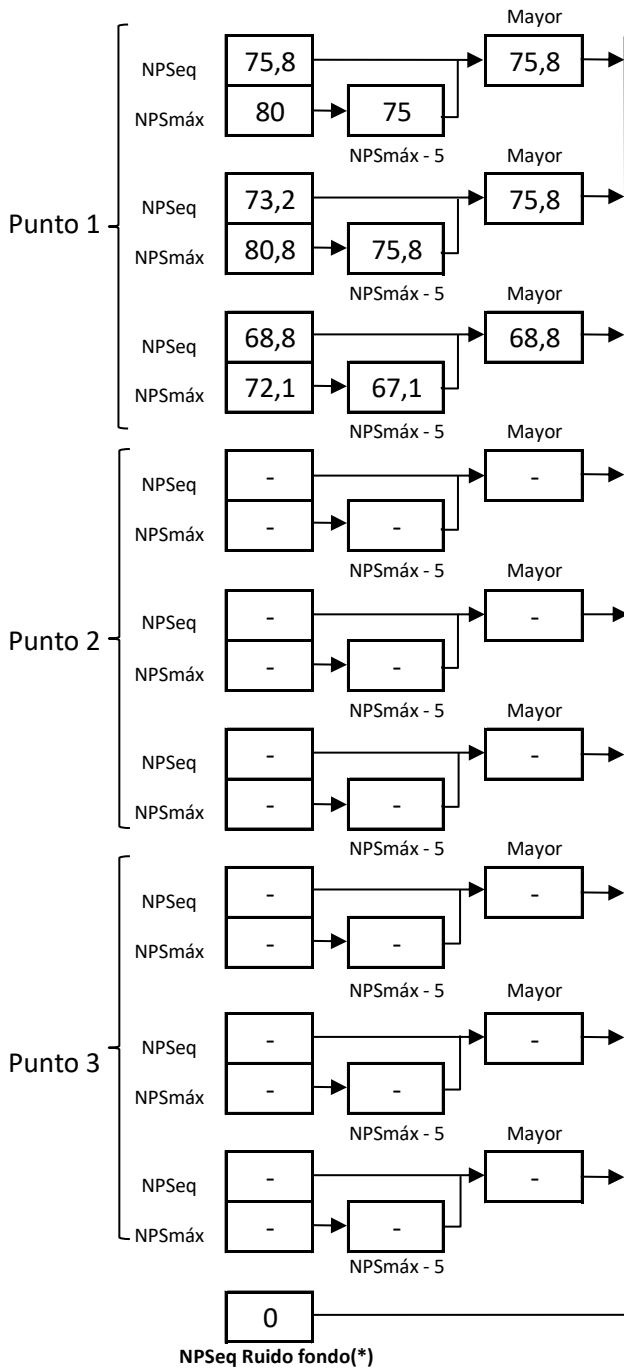 Mayor
NPSeq 75,8 75,8
NPSmáx 80 75
NPSmáx - 5 Mayor
Punto 1
NPSeq 73,2 75,8
NPSmáx 80,8 75,8
NPSmáx - 5 Mayor
NPSeq 68,8 68,8
NPSmáx 72,1 67,1
NPSmáx - 5 Mayor
NPSeq - -
NPSmáx - -
NPSmáx - 5 Mayor
Punto 2
NPSeq - -
NPSmáx - -
NPSmáx - 5 Mayor
NPSeq - -
NPSmáx - -
NPSmáx - 5 Mayor
NPSeq - -
NPSmáx - -
NPSmáx - 5 Mayor
Punto 3
NPSeq - -
NPSmáx - -
NPSmáx - 5 Mayor
NPSeq - -
NPSmáx - -
NPSmáx - 5
0
NPSeq Ruido fondo(*)